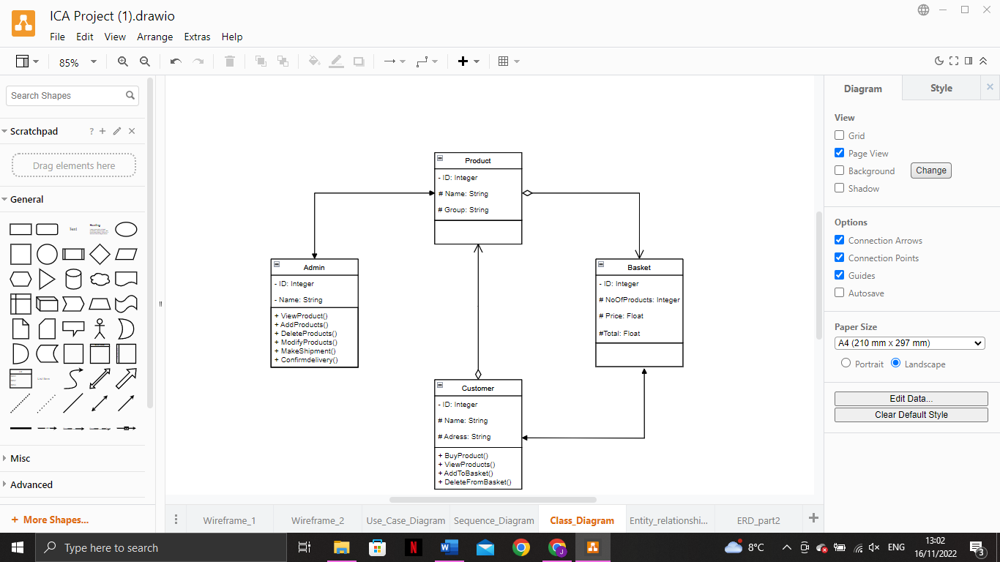 ICA Project (1).drawio
File Edit View Arrange Extras Help
85%
Search Shapes
Scratchpad
?
Drag elements here
General
Text
Heading
Misc
Advanced
+ More Shapes...
Product
- ID: Integer
# Name: String
# Group: String
Admin
- ID: Integer
- Name: String
+ ViewProduct()
+ AddProducts()
+ DeleteProducts()
+ ModifyProducts()
+ MakeShipment()
+ Confirmdelivery()
Basket
- ID: Integer
# NoOfProducts: Integer
# Price: Float
#Total: Float
Customer
- ID: Integer
# Name: String
# Adress: String
+ BuyProduct()
+ ViewProducts()
+ AddToBasket()
+ DeleteFromBasket()
Diagram Style
View
Grid
Page View
Background Change
Shadow
Options
Connection Arrows
Connection Points
Guides
Autosave
Paper Size
A4 (210 mm x 297 mm)
Portrait Landscape
Edit Data...
Clear Default Style
Wireframe_1 Wireframe_2 Use_Case_Diagram Sequence_Diagram Class_Diagram Entity_relationshi... ERD_part2
Type here to search
N
W
J
8°C
ENG
13:02
16/11/2022
3